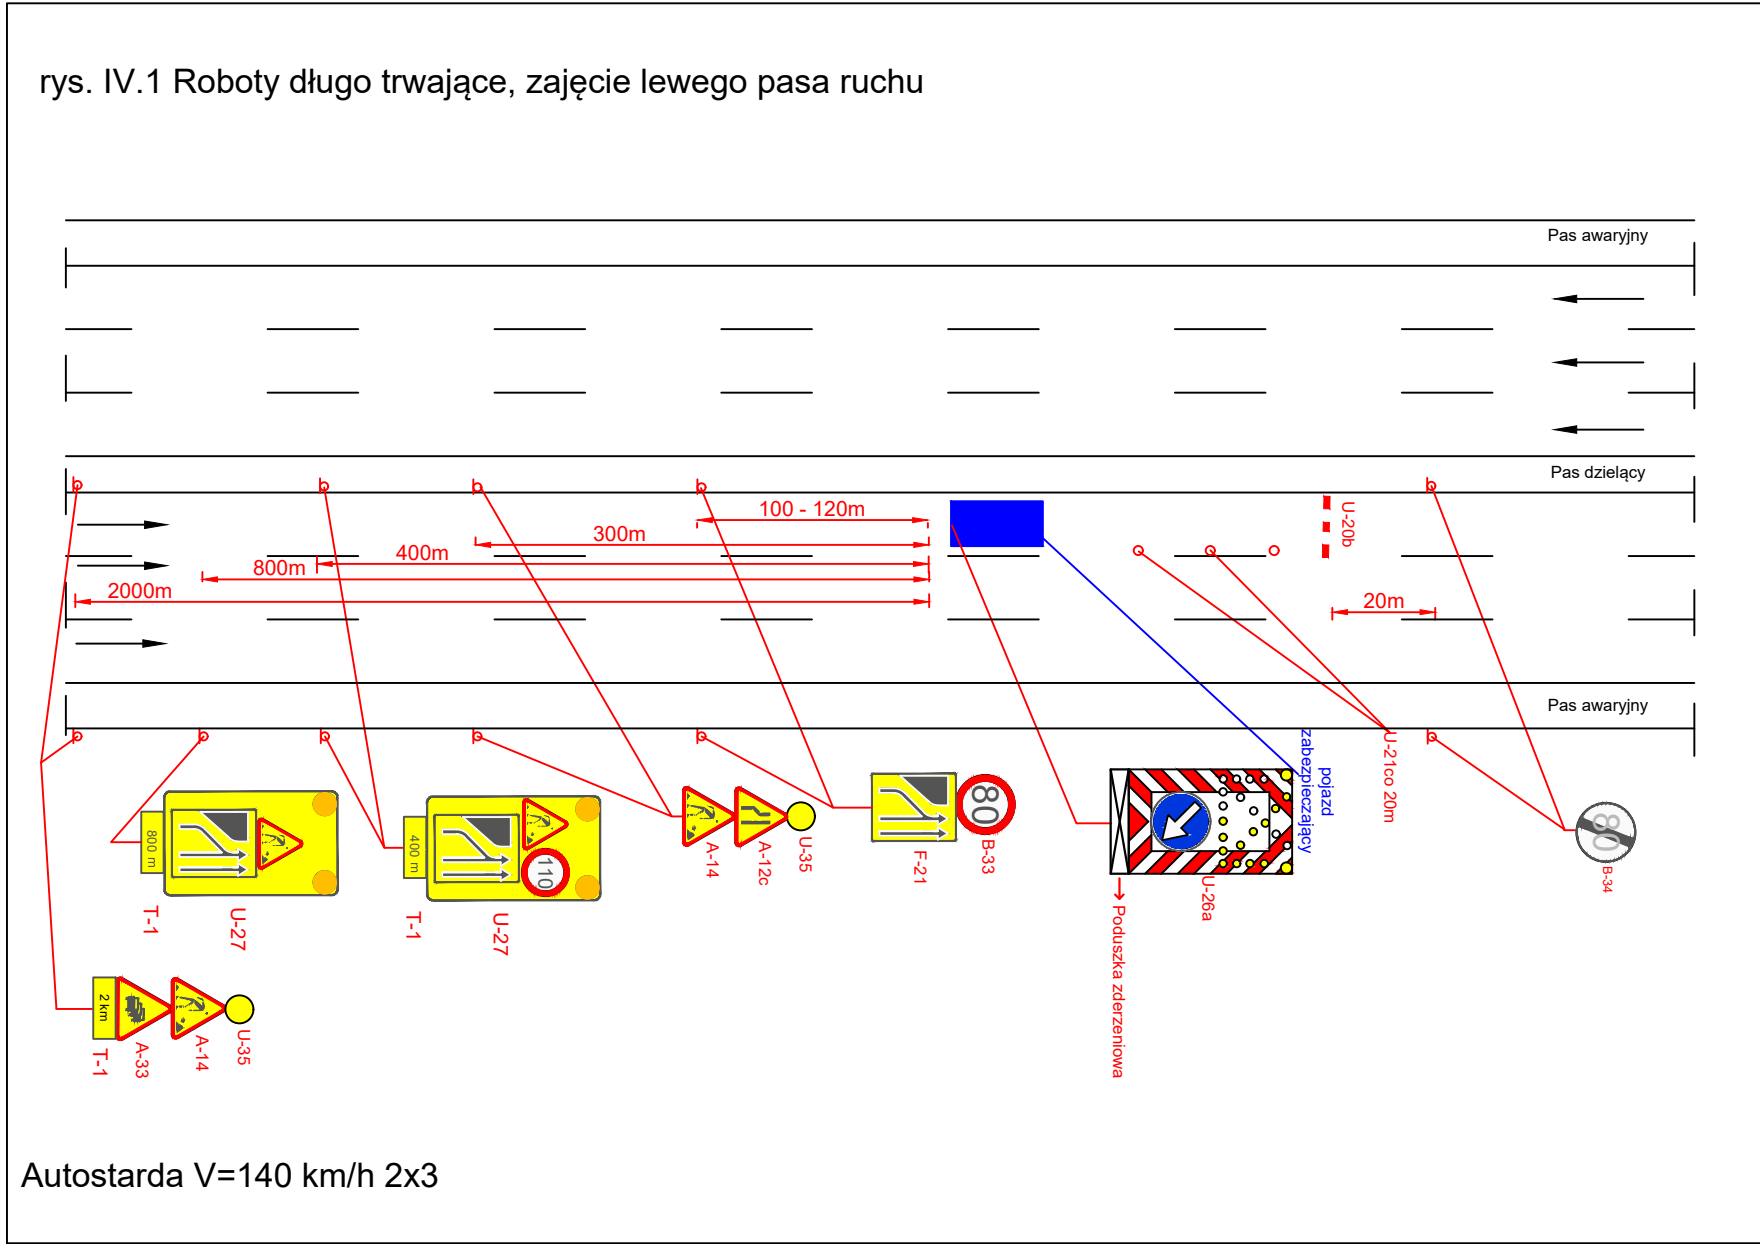 rys. IV.1 Roboty długo trwające, zajęcie lewego pasa ruchu
Pas awaryjny
Pas dzielący
100 - 120m
300m
400m
800m
2000m
U-20b
20m
Pas awaryjny
pojazd
zabezpieczający
U-21co 20m
800 m
T-1
U-27
400 m
110
T-1
U-27
A-14
A-12c
U-35
F-21
80
B-33
U-26a
Poduszka zderzeniowa
80
B-34
2 km
T-1
A-33
A-14
U-35
Autostarda V=140 km/h 2x3